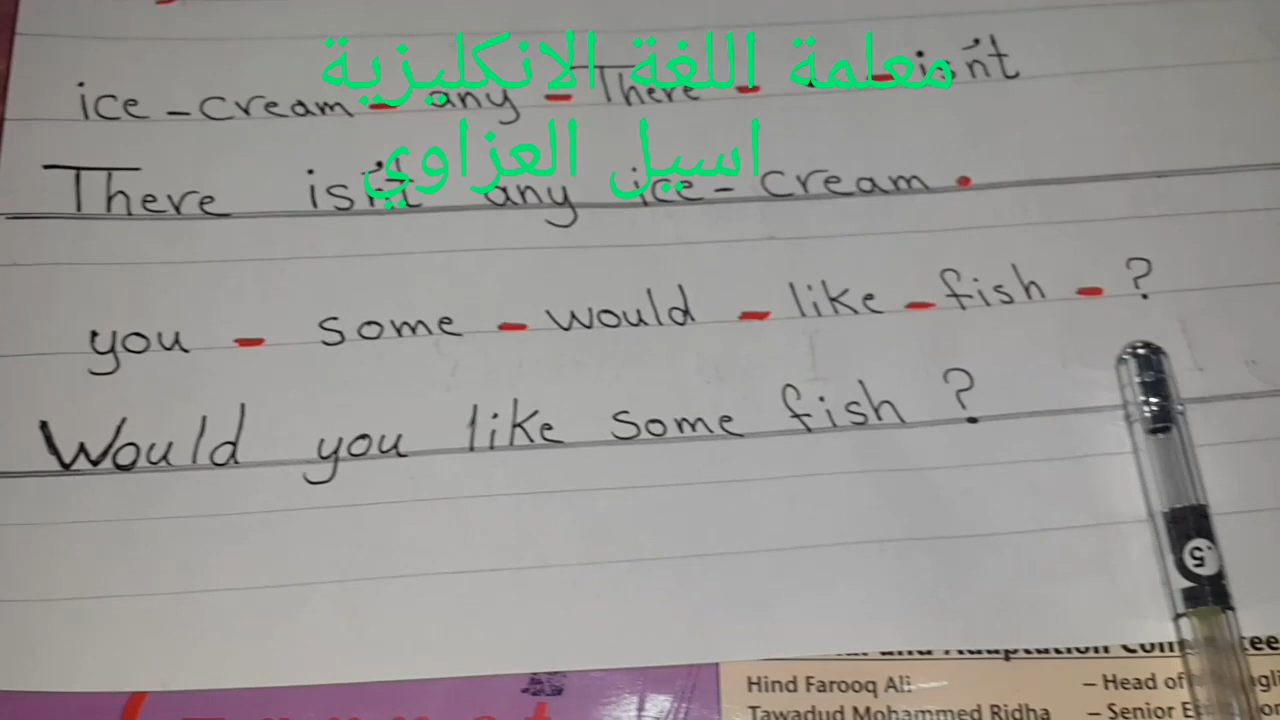 معلمة اللغة الانكليزية
اسيل العزاوي
ice-cream - any - There - - isn't
There isn't any ice-cream.
you - some - would - like - fish - ?
Would you like some fish ?
.5
Hind Farooq Ali – Head of
Tawadud Mohammed Ridha – Senior